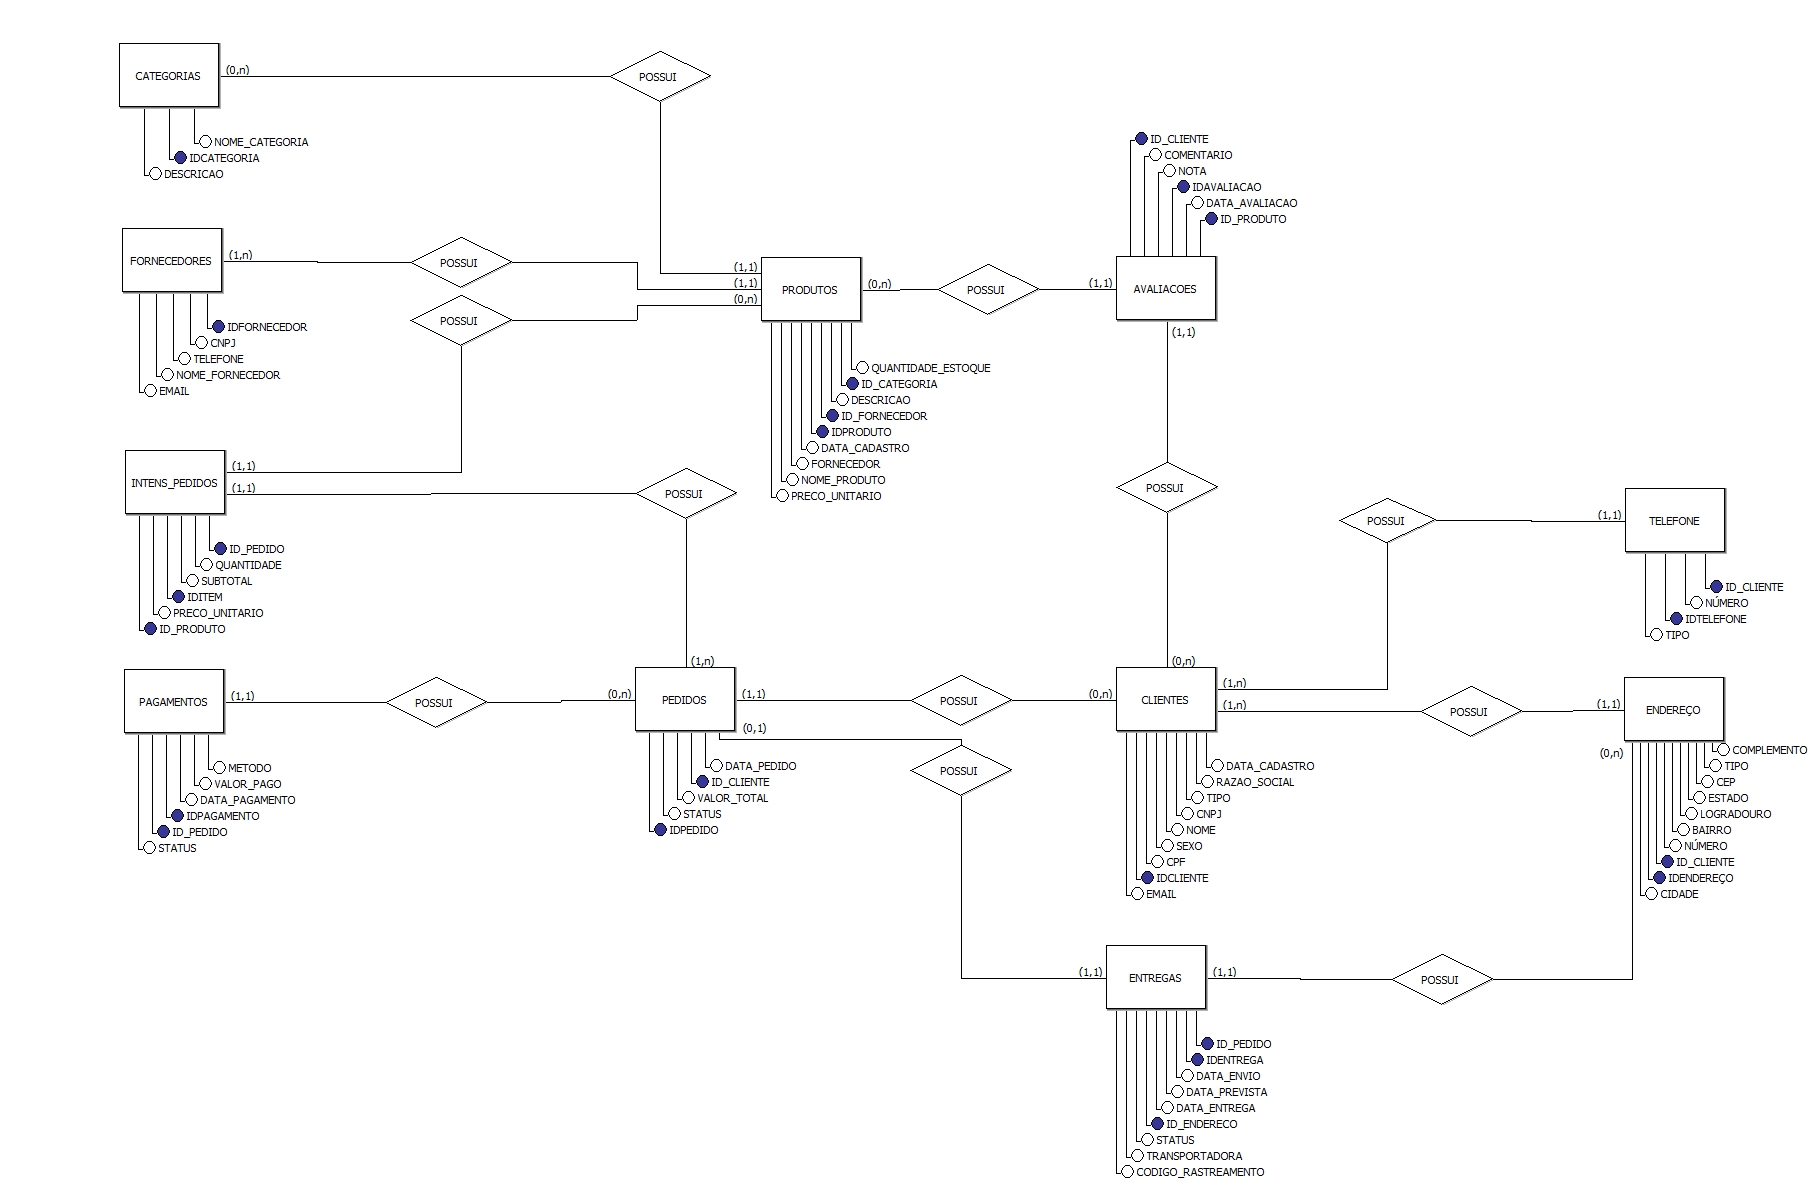 CATEGORIAS
(0,n)
POSSUI
NOME_CATEGORIA
IDCATEGORIA
DESCRICAO
ID_CLIENTE
COMENTARIO
NOTA
IDAVALIACAO
DATA_AVALIACAO
ID_PRODUTO
FORNECEDORES
(1,n)
POSSUI
(1,1)
(1,1)
(0,n)
PRODUTOS
(0,n)
POSSUI
(1,1)
AVALIACOES
(1,1)
POSSUI
IDFORNECEDOR
CNPJ
TELEFONE
NOME_FORNECEDOR
EMAIL
QUANTIDADE_ESTOQUE
ID_CATEGORIA
DESCRICAO
ID_FORNECEDOR
IDPRODUTO
DATA_CADASTRO
FORNECEDOR
NOME_PRODUTO
PRECO_UNITARIO
INTENS_PEDIDOS
(1,1)
(1,1)
POSSUI
POSSUI
POSSUI
(1,1)
TELEFONE
ID_PEDIDO
QUANTIDADE
SUBTOTAL
IDITEM
PRECO_UNITARIO
ID_PRODUTO
ID_CLIENTE
NÚMERO
IDTELEFONE
TIPO
PAGAMENTOS
(1,1)
POSSUI
(0,n)
(1,n)
PEDIDOS
(1,1)
(0,1)
POSSUI
(0,n)
(0,n)
CLIENTES
(1,n)
(1,n)
POSSUI
(1,1)
ENDEREÇO
(0,n)
METODO
VALOR_PAGO
DATA_PAGAMENTO
IDPAGAMENTO
ID_PEDIDO
STATUS
DATA_PEDIDO
ID_CLIENTE
VALOR_TOTAL
STATUS
IDPEDIDO
POSSUI
DATA_CADASTRO
RAZAO_SOCIAL
TIPO
CNPJ
NOME
SEXO
CPF
IDCLIENTE
EMAIL
COMPLEMENTO
TIPO
CEP
ESTADO
LOGRADOURO
BAIRRO
NÚMERO
ID_CLIENTE
IDENDEREÇO
CIDADE
(1,1)
ENTREGAS
(1,1)
POSSUI
ID_PEDIDO
IDENTREGA
DATA_ENVIO
DATA_PREVISTA
DATA_ENTREGA
ID_ENDERECO
STATUS
TRANSPORTADORA
CODIGO_RASTREAMENTO